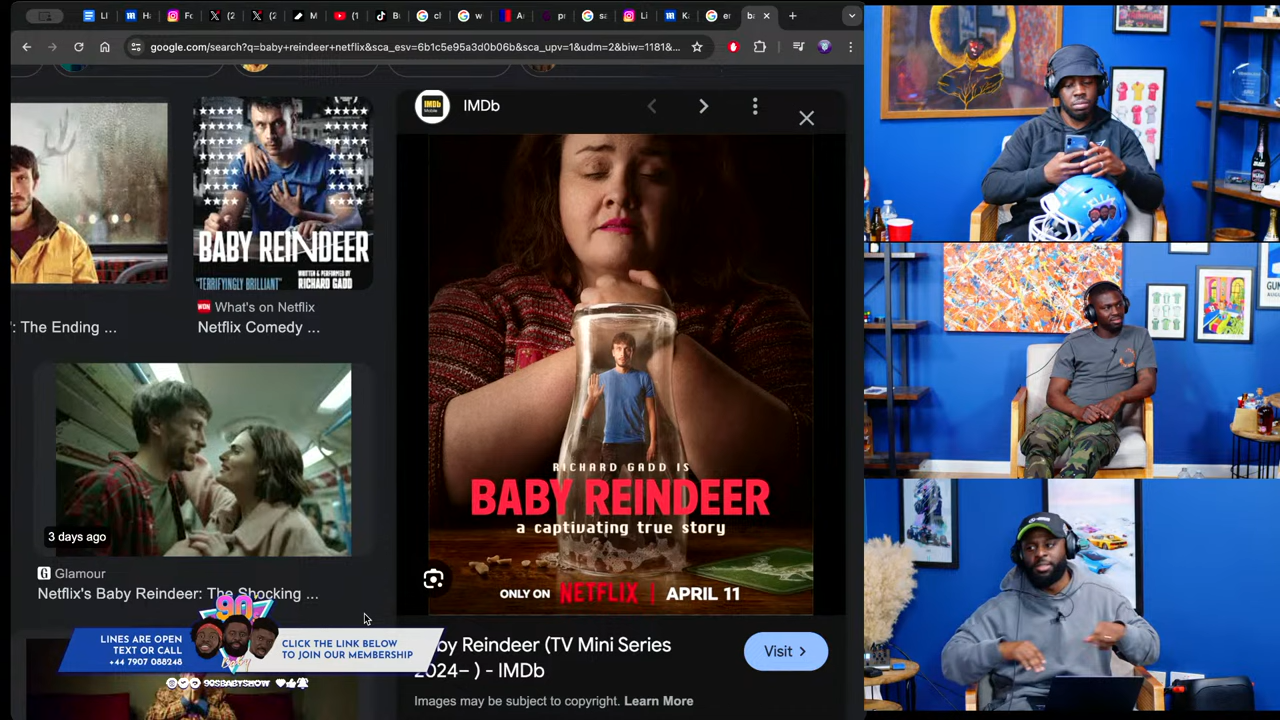 google.com/search?q=baby+reindeer+netflix&sca_esv=6b1c5e95a3d0b06b&sca_upv=1&udm=2&biw=1181&...
IMDb
IMDb
BABY REINDEER
"TERRIFYINGLY BRILLIANT"
WRITTEN & PERFORMED BY
RICHARD GADD
What's on Netflix
': The Ending ...
Netflix Comedy ...
RICHARD GADD IS
BABY REINDEER
a captivating true story
ONLY ON NETFLIX | APRIL 11
3 days ago
Glamour
Netflix's Baby Reindeer: The Shocking ...
by Reindeer (TV Mini Series
2024– ) - IMDb
Visit
Images may be subject to copyright. Learn More
90
LINES ARE OPEN
TEXT OR CALL
+44 7907 088248
CLICK THE LINK BELOW
TO JOIN OUR MEMBERSHIP
90SBABYSHOW